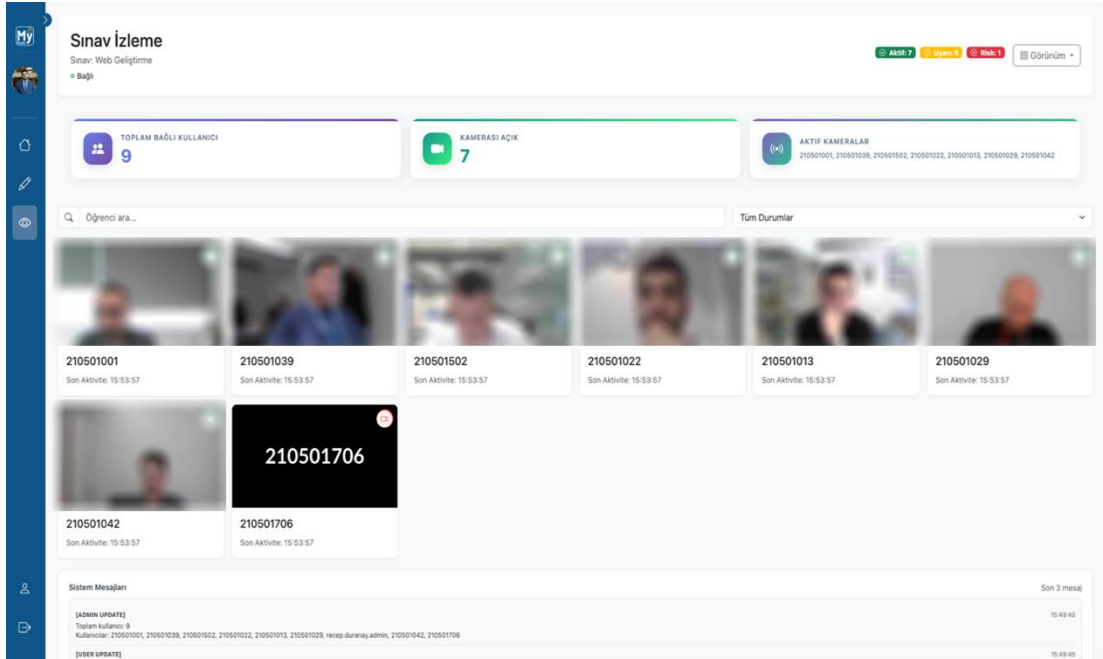 My
Sınav İzleme
Sınav: Web Geliştirme
Bağlı
Aktif: 7
Uyarı: 0
Risk: 1
Görünüm
TOPLAM BAĞLI KULLANICI
9
KAMERASI AÇIK
7
AKTIF KAMERALAR
210501001, 210501039, 210501502, 210501022, 210501013, 210501029, 210501042
Öğrenci ara...
Tüm Durumlar
210501001
Son Aktivite: 15:53:57
210501039
Son Aktivite: 15:53:57
210501502
Son Aktivite: 15:53:57
210501022
Son Aktivite: 15:53:57
210501013
Son Aktivite: 15:53:57
210501029
Son Aktivite: 15:53:57
210501706
210501042
Son Aktivite: 15:53:57
210501706
Son Aktivite: 15:53:57
Sistem Mesajları
Son 3 mesaj
[ADMIN UPDATE]
15:49:48
Toplam kullanıcı: 9
Kullanıcılar: 210501001, 210501039, 210501502, 210501022, 210501013, 210501029, recep.duranay.admin, 210501042, 210501706
[USER UPDATE]
15:49:48